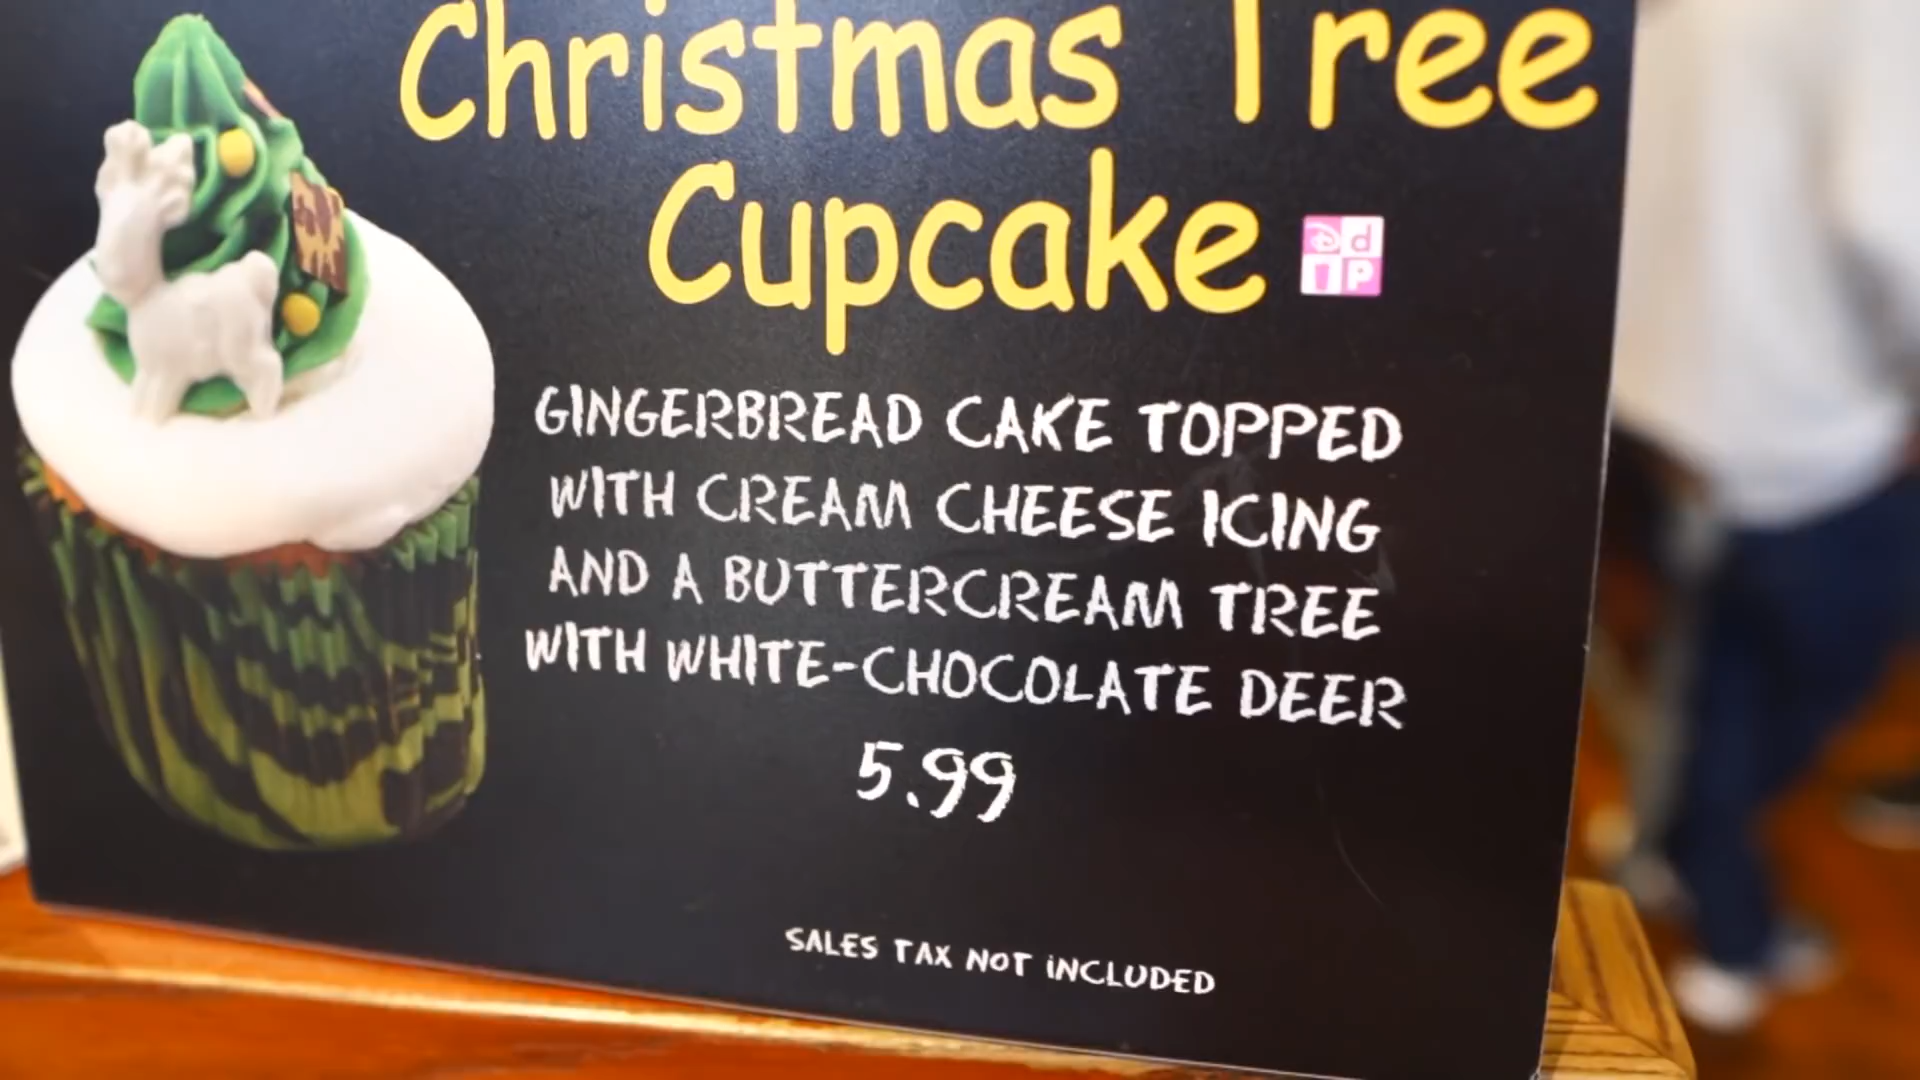 Christmas Tree
Cupcake
D d
P
GINGERBREAD CAKE TOPPED
WITH CREAM CHEESE ICING
AND A BUTTERCREAM TREE
WITH WHITE-CHOCOLATE DEER
5.99
SALES TAX NOT INCLUDED